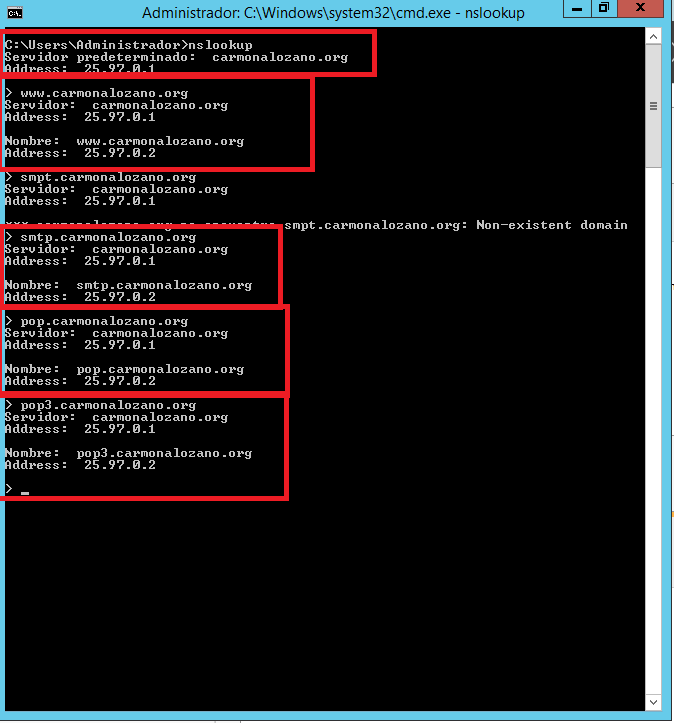 Administrador: C:\Windows\system32\cmd.exe - nslookup
C:\Users\Administrador>nslookup
Servidor predeterminado:  carmonalozano.org
Address:  25.97.0.1
> www.carmonalozano.org
Servidor:  carmonalozano.org
Address:  25.97.0.1
Nombre:  www.carmonalozano.org
Address:  25.97.0.2
> smpt.carmonalozano.org
Servidor:  carmonalozano.org
Address:  25.97.0.1
*** carmonalozano.org no encuentra smpt.carmonalozano.org: Non-existent domain
> smtp.carmonalozano.org
Servidor:  carmonalozano.org
Address:  25.97.0.1
Nombre:  smtp.carmonalozano.org
Address:  25.97.0.2
> pop.carmonalozano.org
Servidor:  carmonalozano.org
Address:  25.97.0.1
Nombre:  pop.carmonalozano.org
Address:  25.97.0.2
> pop3.carmonalozano.org
Servidor:  carmonalozano.org
Address:  25.97.0.1
Nombre:  pop3.carmonalozano.org
Address:  25.97.0.2
> _